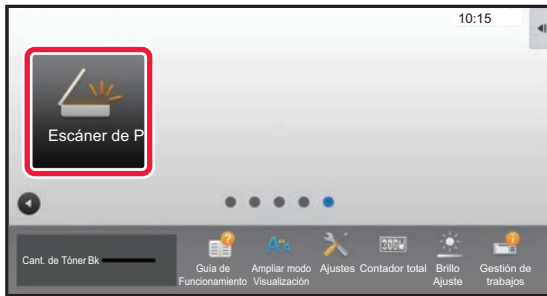 10:15
Escáner de P
Cant. de Tóner Bk
Guía de Funcionamiento
Ampliar modo Visualización
Ajustes
Contador total
Brillo Ajuste
Gestión de trabajos